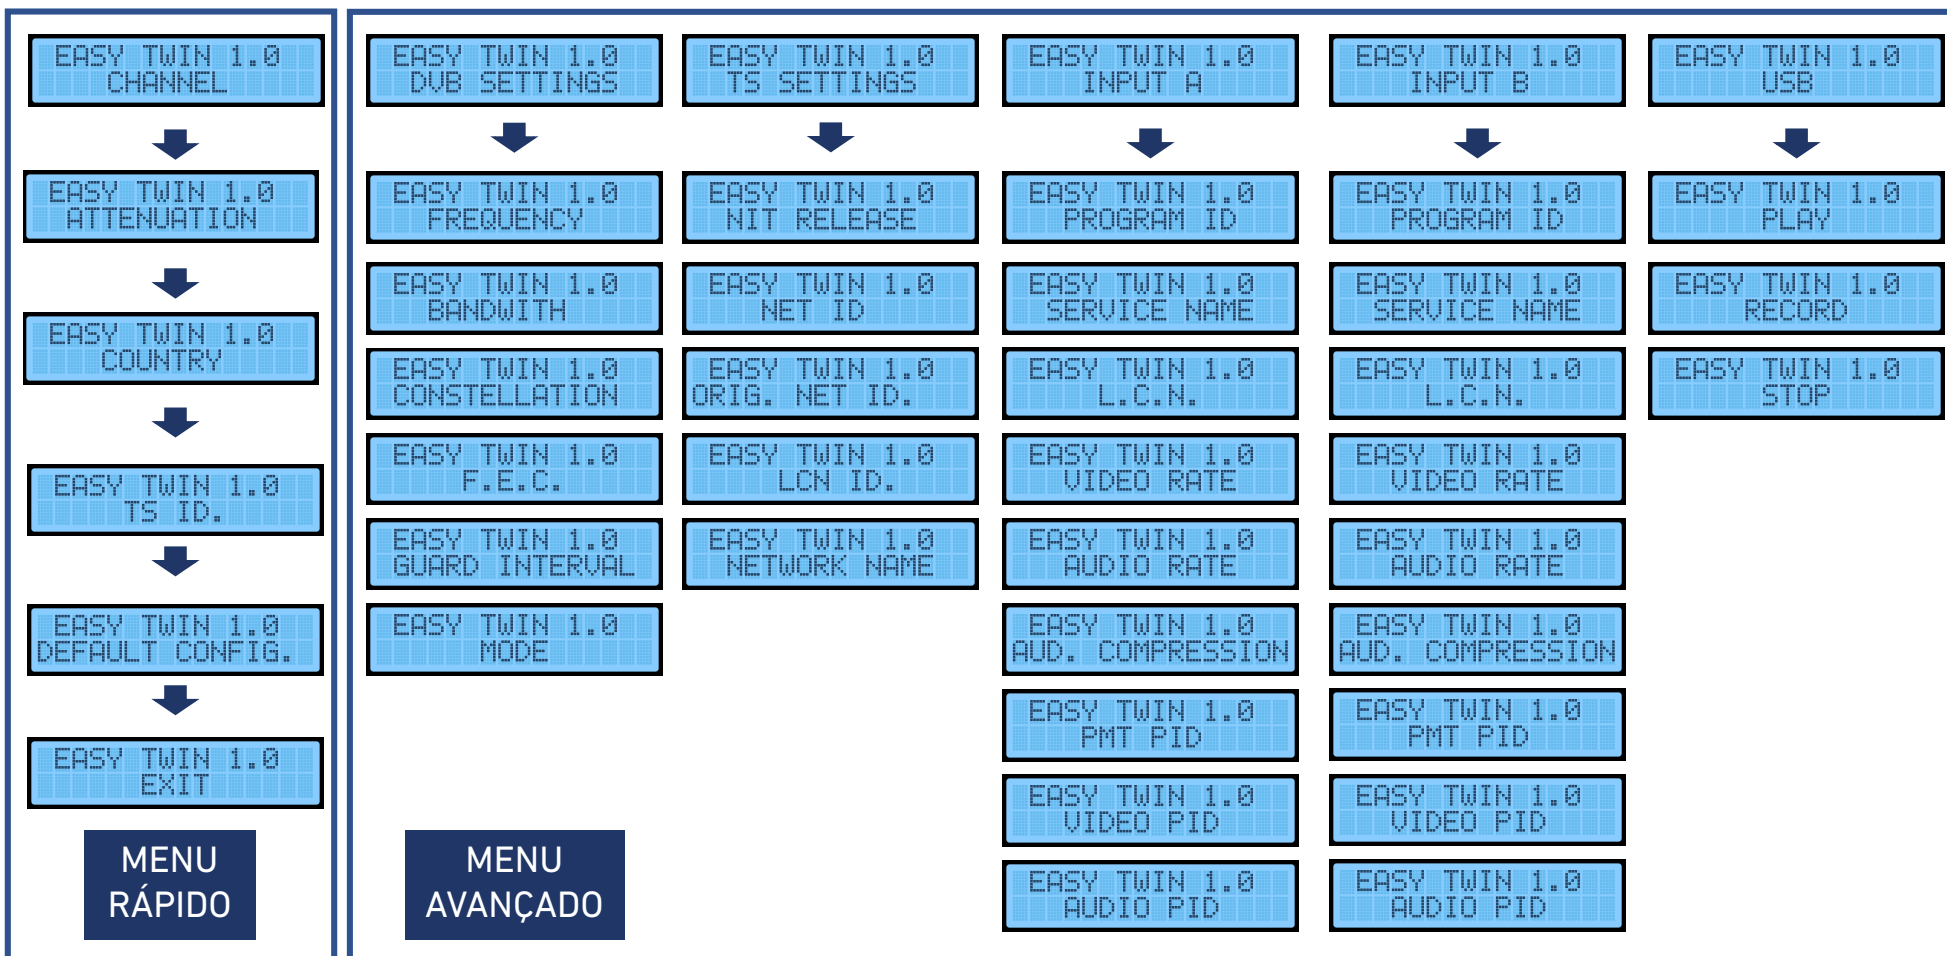 EASY TWIN 1.0
CHANNEL
EASY TWIN 1.0
ATTENUATION
EASY TWIN 1.0
COUNTRY
EASY TWIN 1.0
TS ID.
EASY TWIN 1.0
DEFAULT CONFIG.
EASY TWIN 1.0
EXIT
MENU
RÁPIDO
EASY TWIN 1.0
DVB SETTINGS
EASY TWIN 1.0
FREQUENCY
EASY TWIN 1.0
BANDWITH
EASY TWIN 1.0
CONSTELLATION
EASY TWIN 1.0
F.E.C.
EASY TWIN 1.0
GUARD INTERVAL
EASY TWIN 1.0
MODE
MENU
AVANÇADO
EASY TWIN 1.0
TS SETTINGS
EASY TWIN 1.0
NIT RELEASE
EASY TWIN 1.0
NET ID
EASY TWIN 1.0
ORIG. NET ID.
EASY TWIN 1.0
LCN ID.
EASY TWIN 1.0
NETWORK NAME
EASY TWIN 1.0
INPUT A
EASY TWIN 1.0
PROGRAM ID
EASY TWIN 1.0
SERVICE NAME
EASY TWIN 1.0
L.C.N.
EASY TWIN 1.0
VIDEO RATE
EASY TWIN 1.0
AUDIO RATE
EASY TWIN 1.0
AUD. COMPRESSION
EASY TWIN 1.0
PMT PID
EASY TWIN 1.0
VIDEO PID
EASY TWIN 1.0
AUDIO PID
EASY TWIN 1.0
INPUT B
EASY TWIN 1.0
PROGRAM ID
EASY TWIN 1.0
SERVICE NAME
EASY TWIN 1.0
L.C.N.
EASY TWIN 1.0
VIDEO RATE
EASY TWIN 1.0
AUDIO RATE
EASY TWIN 1.0
AUD. COMPRESSION
EASY TWIN 1.0
PMT PID
EASY TWIN 1.0
VIDEO PID
EASY TWIN 1.0
AUDIO PID
EASY TWIN 1.0
USB
EASY TWIN 1.0
PLAY
EASY TWIN 1.0
RECORD
EASY TWIN 1.0
STOP